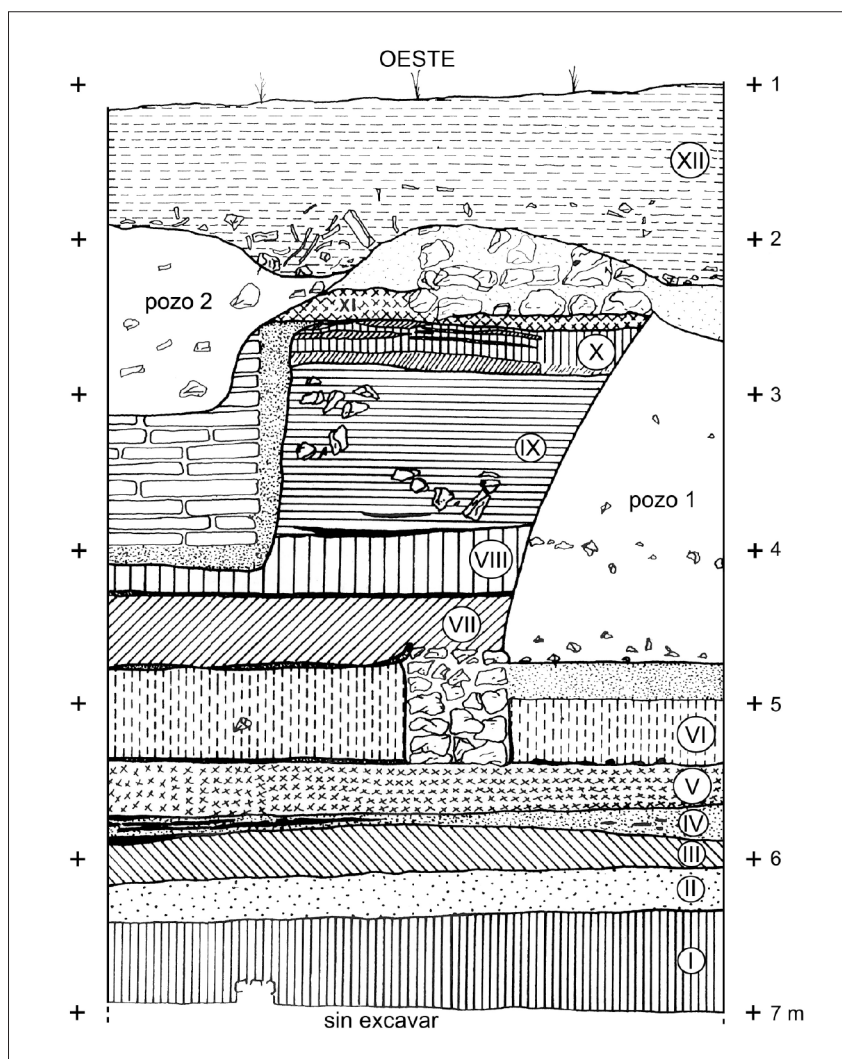 OESTE
+ + 1
XII
+ + 2
pozo 2
XI
X
+ + 3
IX
pozo 1
+ + 4
VIII
VII
+ + 5
VI
V
IV
III
+ + 6
II
I
+ + 7 m
sin excavar